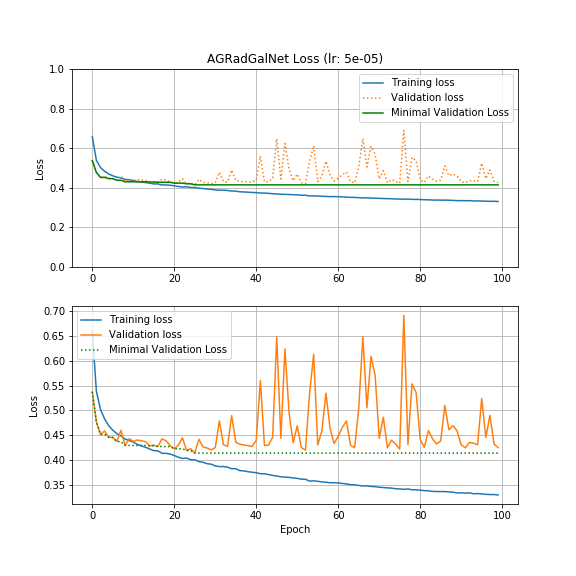 AGRadGalNet Loss (lr: 5e-05)
1.0
0.8
0.6
0.4
0.2
0.0
Loss
Training loss
Validation loss
Minimal Validation Loss
0 20 40 60 80 100
0.70
0.65
0.60
0.55
0.50
0.45
0.40
0.35
Loss
Training loss
Validation loss
Minimal Validation Loss
0 20 40 60 80 100
Epoch